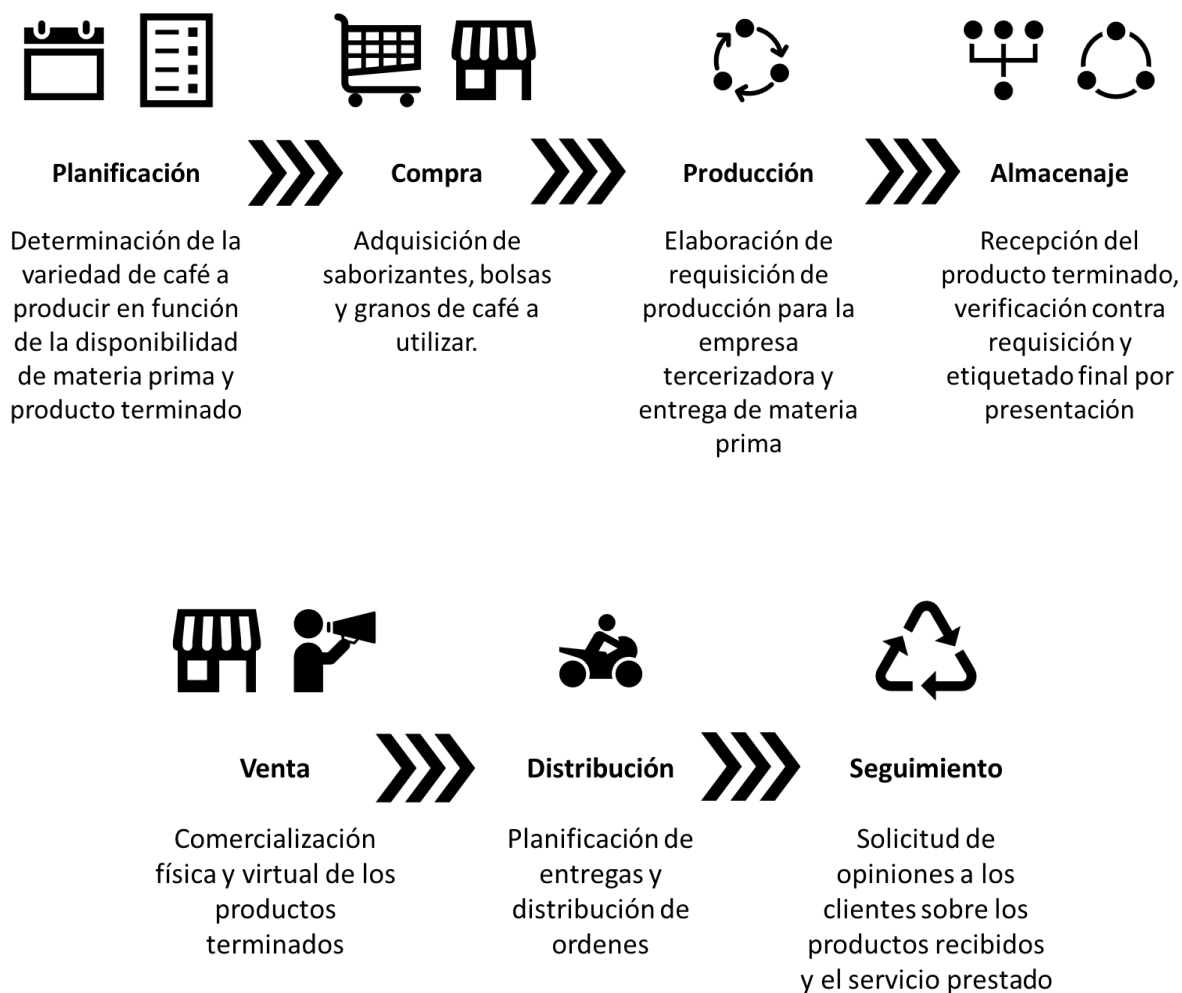 Planificación
Compra
Producción
Almacenaje
Determinación de la
variedad de café a
producir en función
de la disponibilidad
de materia prima y
producto terminado
Adquisición de
saborizantes, bolsas
y granos de café a
utilizar.
Elaboración de
requisición de
producción para la
empresa
tercerizadora y
entrega de materia
prima
Recepción del
producto terminado,
verificación contra
requisición y
etiquetado final por
presentación
Venta
Distribución
Seguimiento
Comercialización
física y virtual de los
productos
terminados
Planificación de
entregas y
distribución de
ordenes
Solicitud de
opiniones a los
clientes sobre los
productos recibidos
y el servicio prestado